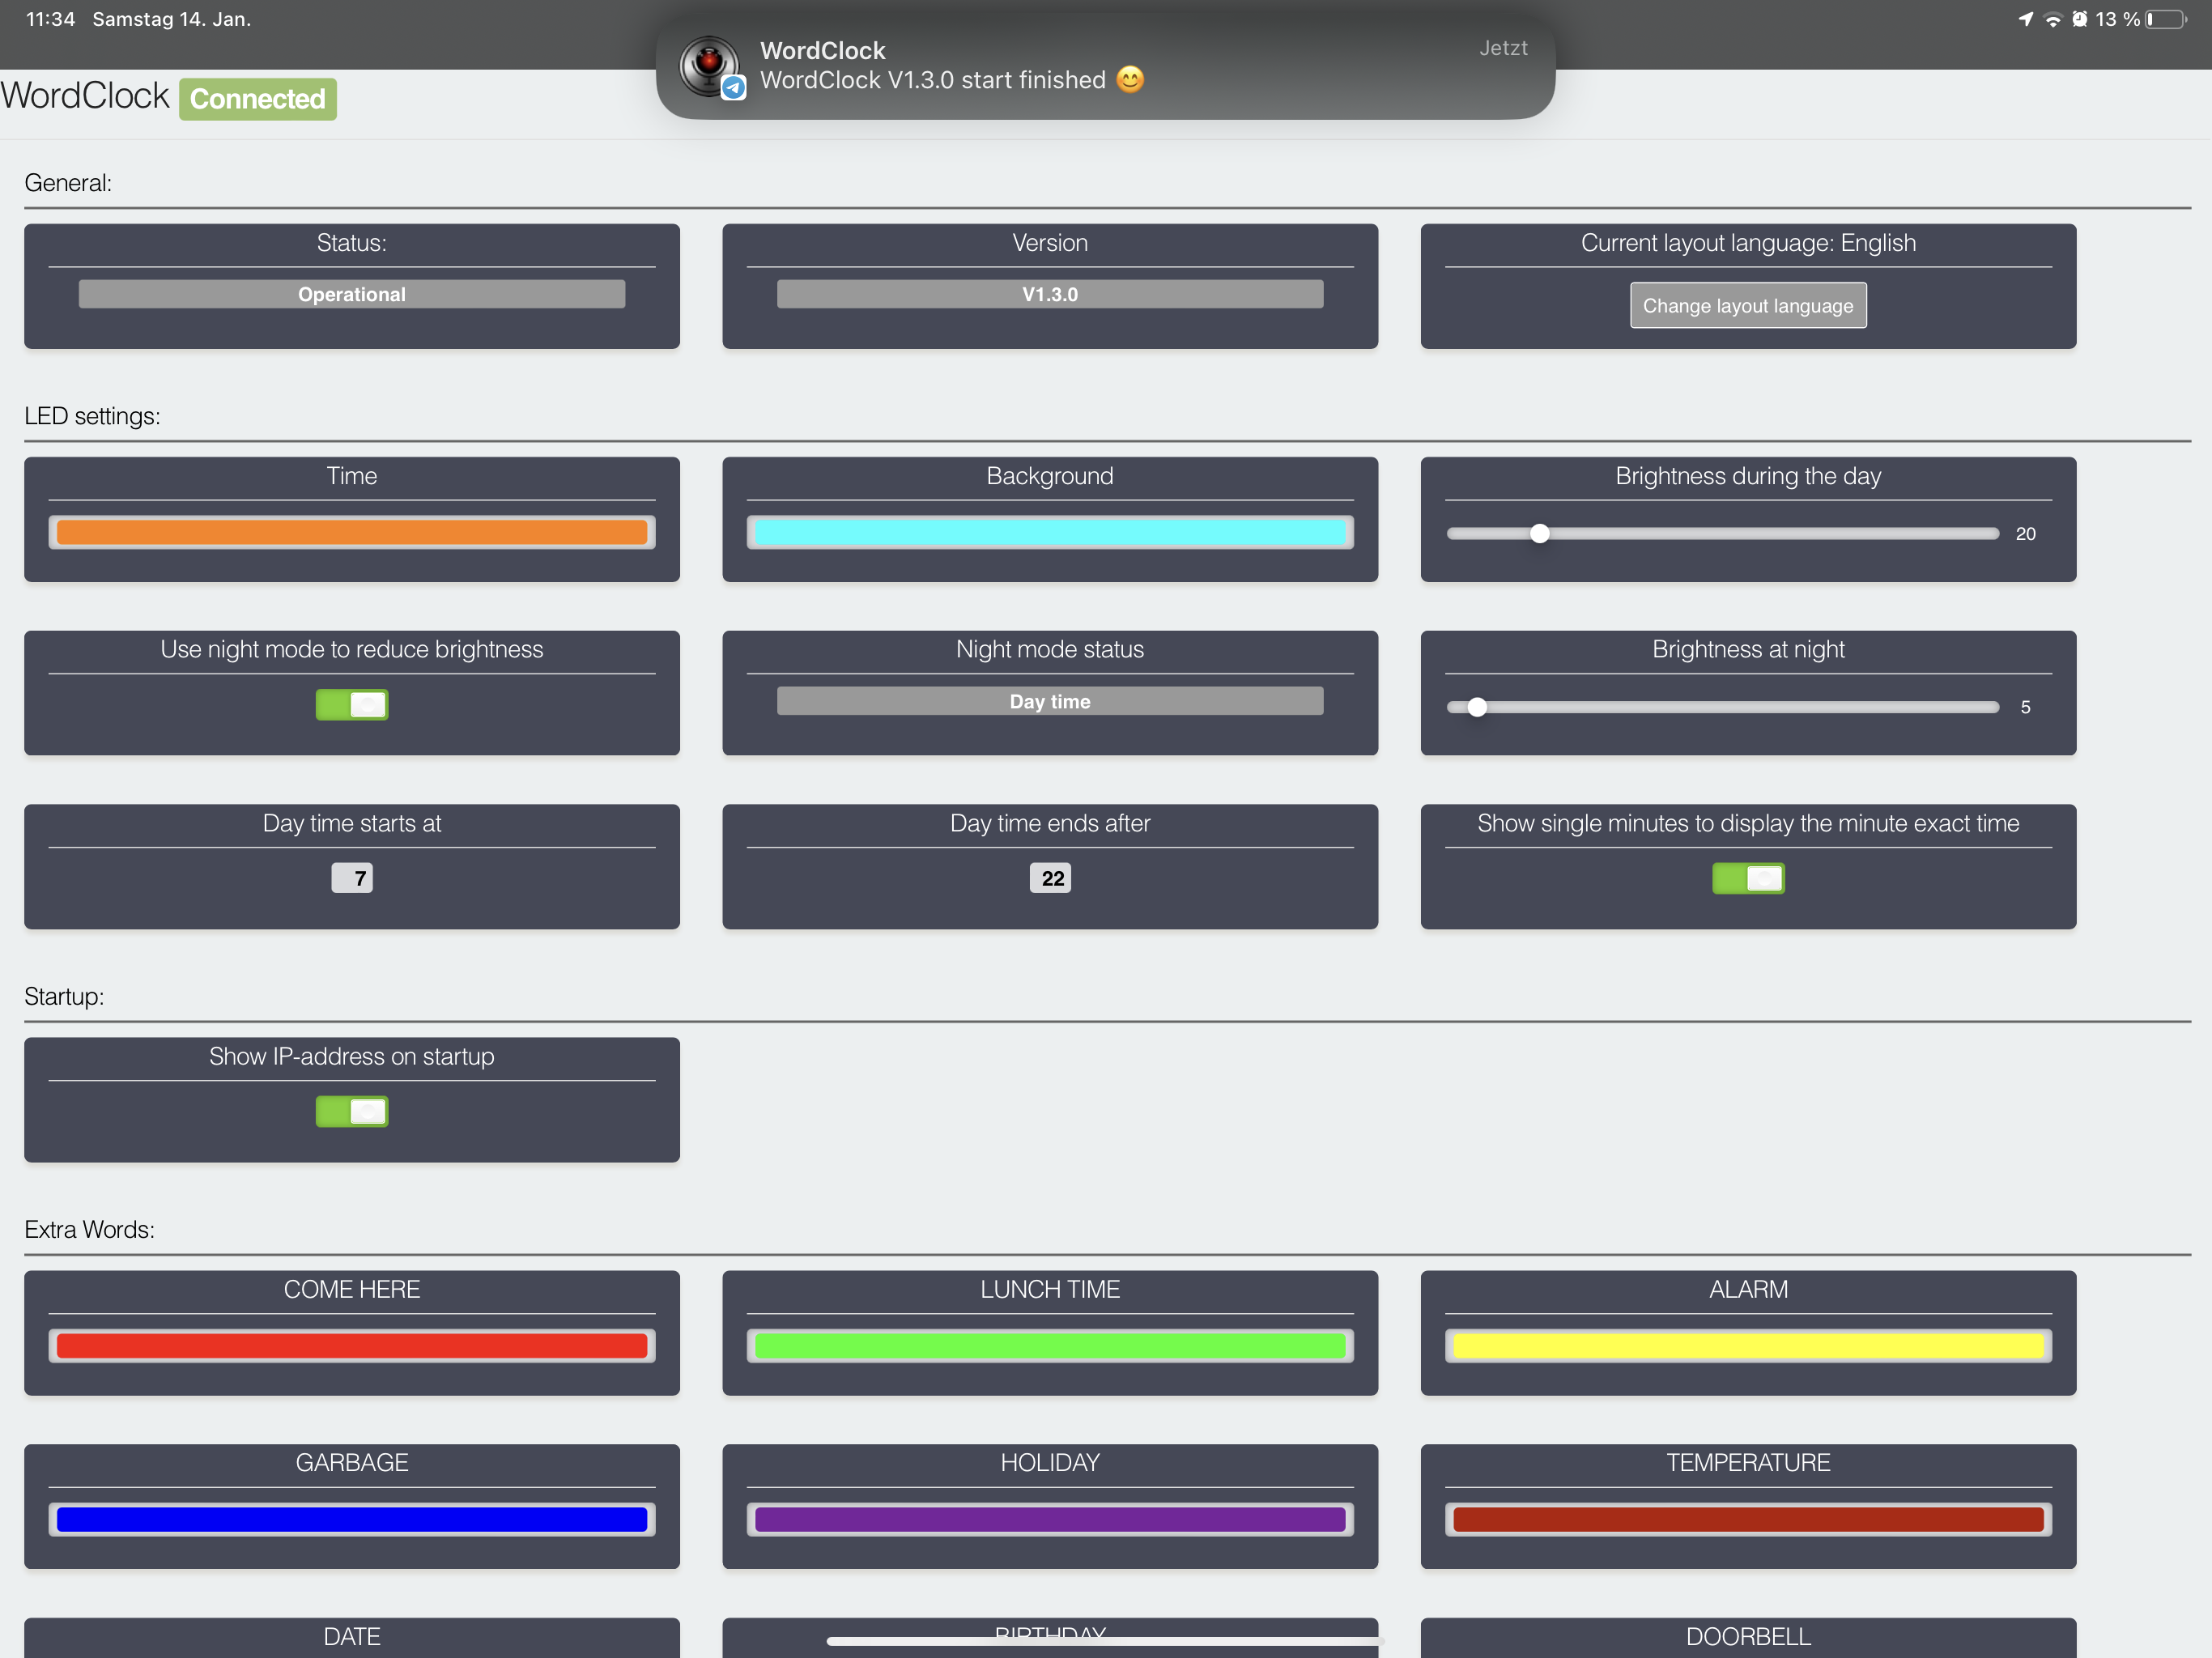 11:34 Samstag 14. Jan.
13 %
WordClock
Jetzt
WordClock V1.3.0 start finished 😊
WordClock Connected
General:
Status:
Version
Current layout language: English
Operational
V1.3.0
Change layout language
LED settings:
Time
Background
Brightness during the day
20
Use night mode to reduce brightness
Night mode status
Brightness at night
Day time
5
Day time starts at
Day time ends after
Show single minutes to display the minute exact time
7
22
Startup:
Show IP-address on startup
Extra Words:
COME HERE
LUNCH TIME
ALARM
GARBAGE
HOLIDAY
TEMPERATURE
DATE
BIRTHDAY
DOORBELL